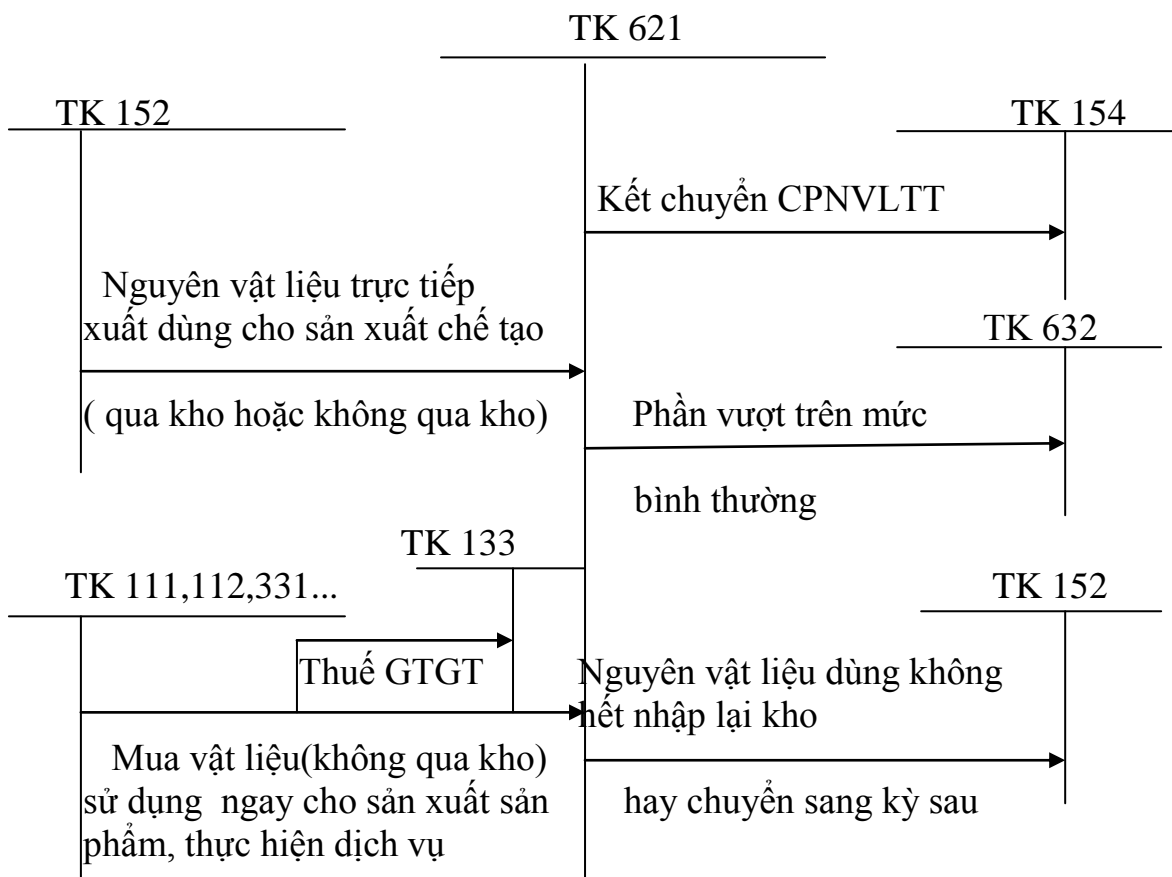 TK 621
TK 152
TK 154
Kết chuyển CPNVLTT
Nguyên vật liệu trực tiếp
xuất dùng cho sản xuất chế tạo
( qua kho hoặc không qua kho)
TK 632
Phần vượt trên mức
bình thường
TK 133
TK 111,112,331...
TK 152
Thuế GTGT
Nguyên vật liệu dùng không
hết nhập lại kho
Mua vật liệu(không qua kho)
sử dụng ngay cho sản xuất sản
phẩm, thực hiện dịch vụ
hay chuyển sang kỳ sau